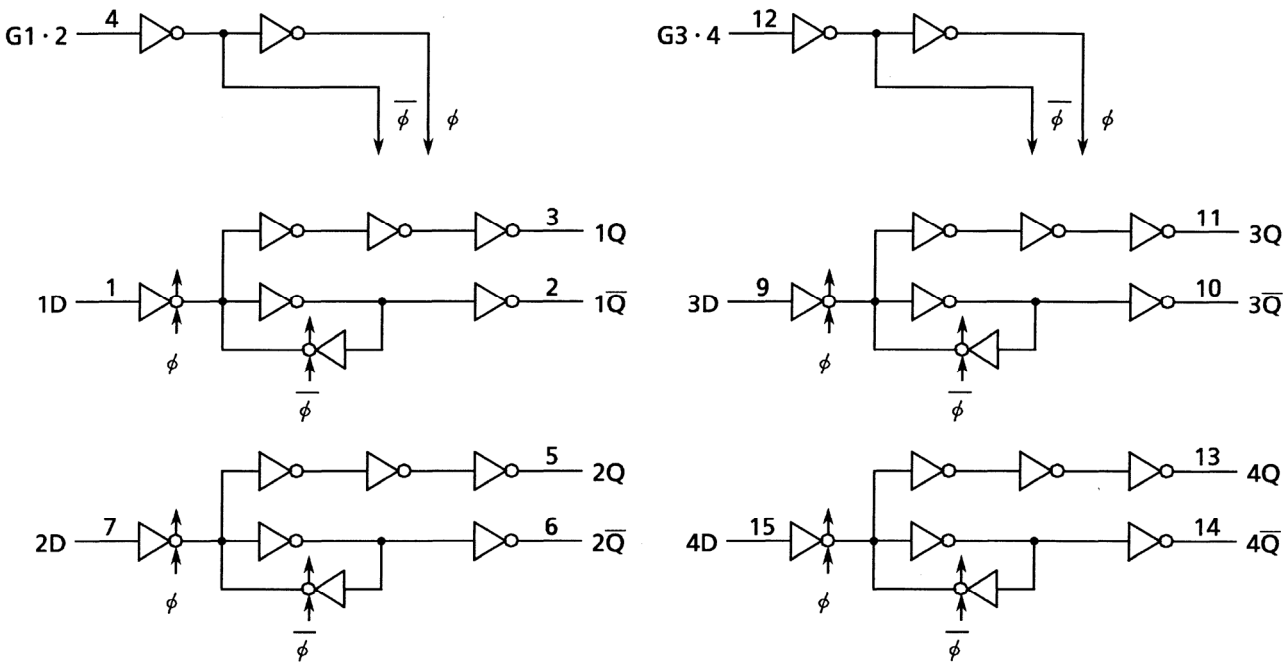 G1 · 2 4
φ̅ φ
G3 · 4 12
φ̅ φ
1D 1 φ φ̅ 3 1Q
2 1Q̅
3D 9 φ φ̅ 11 3Q
10 3Q̅
2D 7 φ φ̅ 5 2Q
6 2Q̅
4D 15 φ φ̅ 13 4Q
14 4Q̅